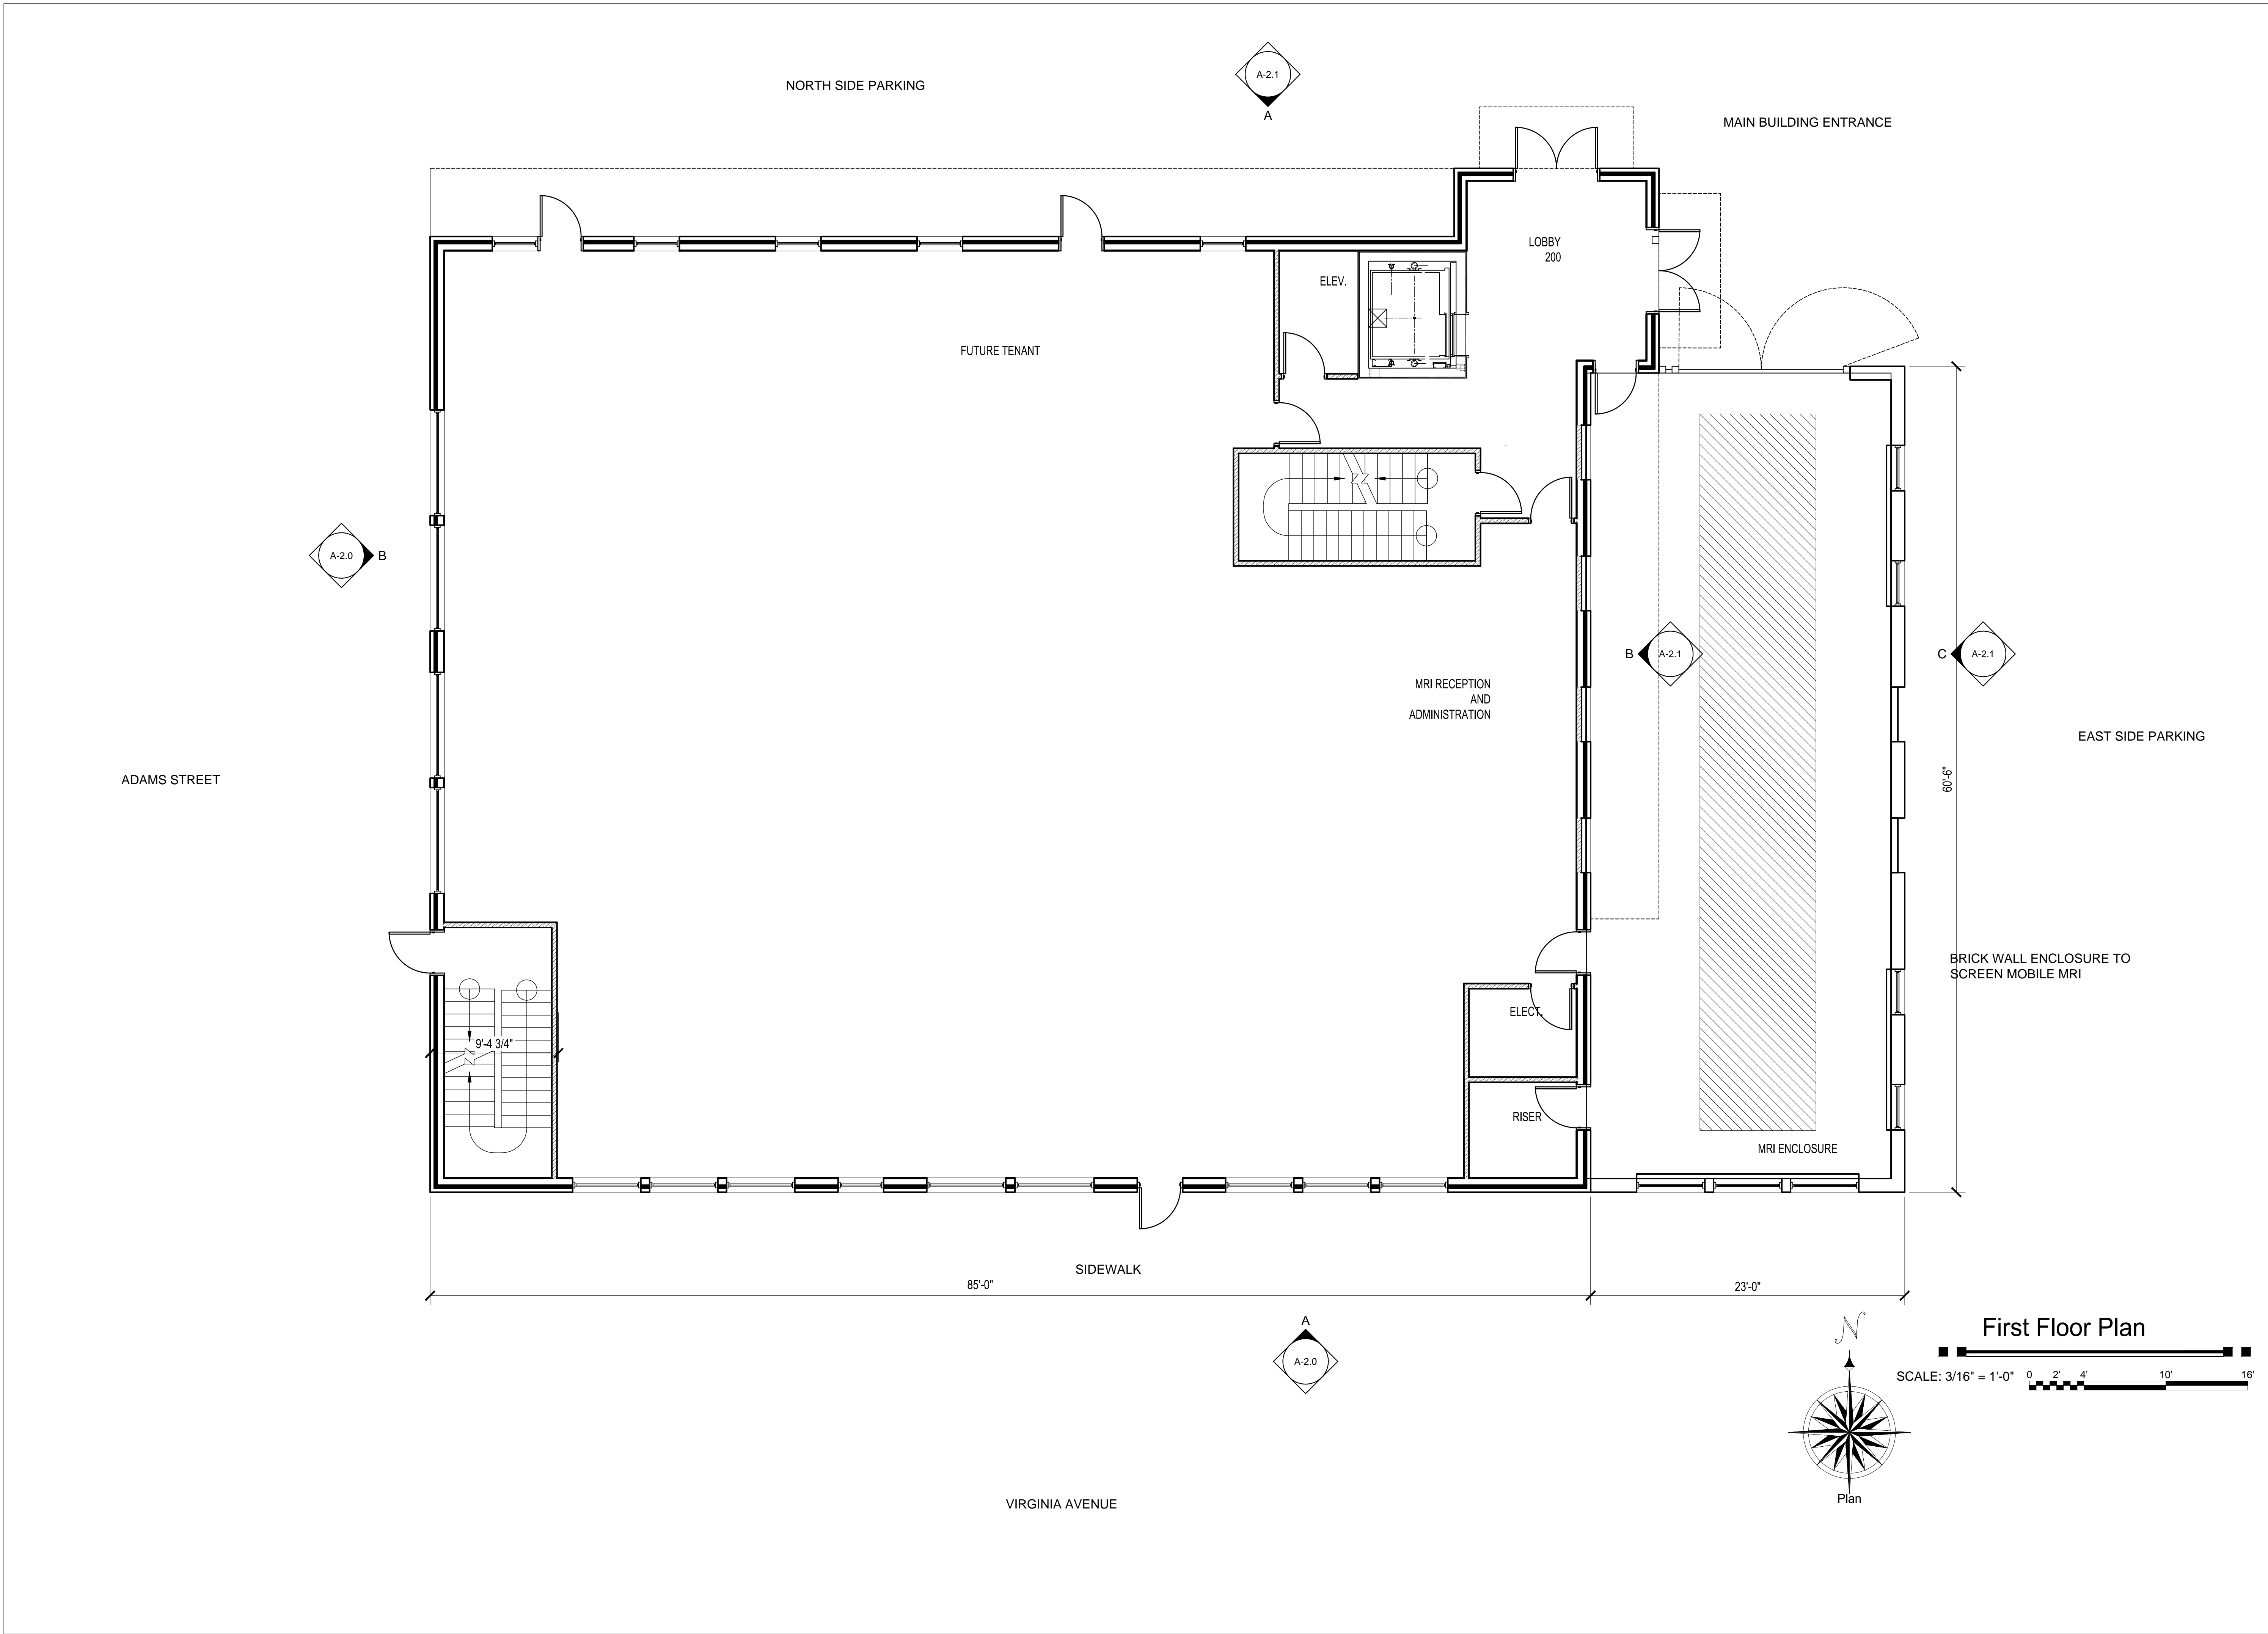 A-2.1
A
NORTH SIDE PARKING
MAIN BUILDING ENTRANCE
LOBBY
200
ELEV.
FUTURE TENANT
A-2.0
B
MRI RECEPTION
AND
ADMINISTRATION
B
A-2.1
C
A-2.1
EAST SIDE PARKING
ADAMS STREET
60'-6"
BRICK WALL ENCLOSURE TO
SCREEN MOBILE MRI
ELECT.
9'-4 3/4"
RISER
MRI ENCLOSURE
SIDEWALK
85'-0"
23'-0"
A
A-2.0
N
First Floor Plan
SCALE: 3/16" = 1'-0"
0 2' 4' 10' 16'
Plan
VIRGINIA AVENUE